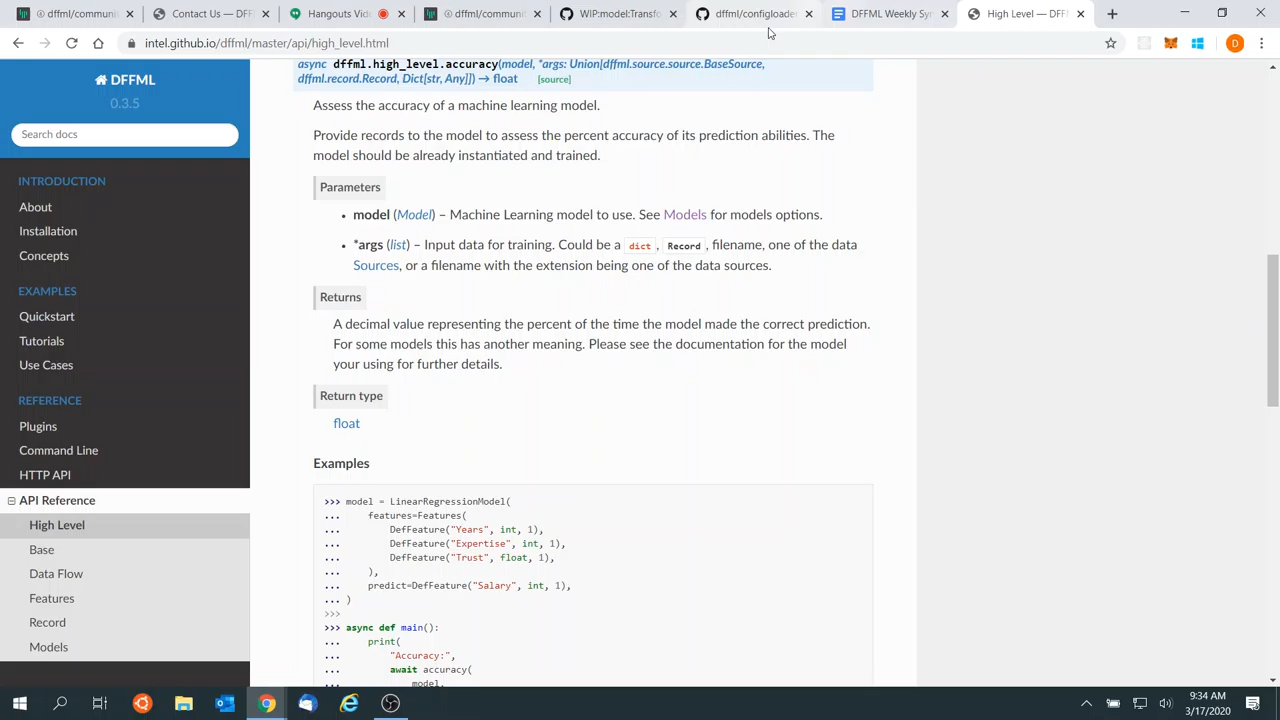 @ dffml/communi
Contact Us — DFF
Hangouts Vide
@ dffml/communi
WIP:model:Transfo
dffml/configloade
DFFML Weekly Syn
High Level — DFF
intel.github.io/dffml/master/api/high_level.html
DFFML
0.3.5
Search docs
INTRODUCTION
About
Installation
Concepts
EXAMPLES
Quickstart
Tutorials
Use Cases
REFERENCE
Plugins
Command Line
HTTP API
API Reference
High Level
Base
Data Flow
Features
Record
Models
async dffml.high_level.accuracy(model, *args: Union[dffml.source.source.BaseSource,
dffml.record.Record, Dict[str, Any]]) → float [source]
Assess the accuracy of a machine learning model.
Provide records to the model to assess the percent accuracy of its prediction abilities. The
model should be already instantiated and trained.
Parameters
• model (Model) – Machine Learning model to use. See Models for models options.
• *args (list) – Input data for training. Could be a dict, Record, filename, one of the data
Sources, or a filename with the extension being one of the data sources.
Returns
A decimal value representing the percent of the time the model made the correct prediction.
For some models this has another meaning. Please see the documentation for the model
your using for further details.
Return type
float
Examples
>>> model = LinearRegressionModel(
... features=Features(
... DefFeature("Years", int, 1),
... DefFeature("Expertise", int, 1),
... DefFeature("Trust", float, 1),
... ),
... predict=DefFeature("Salary", int, 1),
... )
>>>
>>> async def main():
... print(
... "Accuracy:",
... await accuracy(
... model,
9:34 AM
3/17/2020